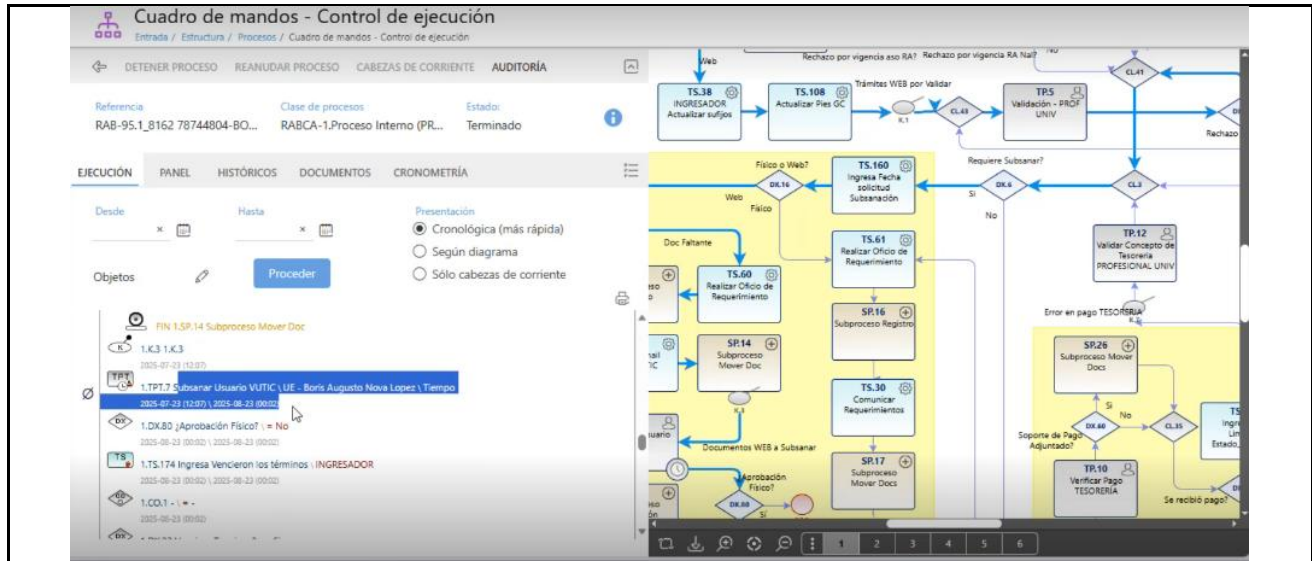 Cuadro de mandos - Control de ejecución
Entrada / Estructura / Procesos / Cuadro de mandos - Control de ejecución
DETENER PROCESO REANUDAR PROCESO CABEZAS DE CORRIENTE AUDITORÍA
Referencia Clase de procesos Estado:
RAB-95.1_8162 78744804-BO... RABCA-1.Proceso Interno (PR... Terminado
EJECUCIÓN PANEL HISTÓRICOS DOCUMENTOS CRONOMETRÍA
Desde Hasta Presentación
Cronológica (más rápida)
Según diagrama
Objetos Proceder Sólo cabezas de corriente
FIN 1.SP.14 Subproceso Mover Doc
K 1.K.3 1.K.3
2025-07-23 (12:07)
TPT 1.TPT.7 Subsanar Usuario VUTIC \ UE - Boris Augusto Nova Lopez \ Tiempo
2025-07-23 (12:07) \ 2025-08-23 (00:02)
DX 1.DX.80 ¿Aprobación Físico? \ = No
2025-08-23 (00:02) \ 2025-08-23 (00:02)
TS 1.TS.174 Ingresa Vencieron los términos \ INGRESADOR
2025-08-23 (00:02) \ 2025-08-23 (00:02)
1.CO.1 - \ = -
2025-08-23 (00:02)
Web
Rechazo por vigencia aso RA? Rechazo por vigencia RA Nal?
No
CL.41
TS.38
INGRESADOR
Actualizar sufijos
TS.108
Actualizar Pies GC
Trámites WEB por Validar
K.1
CL.43
TP.5
Validación - PROF
UNIV
Rechazo
Físico o Web?
DX.16
Web
Físico
TS.160
Ingresa Fecha
solicitud
Subsanación
Requiere Subsanar?
Si
DX.6
No
CL.3
Doc Faltante
TS.60
Realizar Oficio de
Requerimiento
TS.61
Realizar Oficio de
Requerimiento
TP.12
Validar Concepto de
Tesoreria
PROFESIONAL UNIV
SP.16
Subproceso Registro
Error en pago TESORERIA
K.2
SP.14
Subproceso
Mover Doc
K.3
SP.26
Subproceso Mover
Docs
TS.30
Comunicar
Requerimientos
Documentos WEB a Subsanar
Si
No
Soporte de Pago
Adjuntado?
DX.60
CL.35
SP.17
Subproceso
Mover Docs
Aprobación
Físico?
DX.80
Sí
TP.10
Verificar Pago
TESORERÍA
Se recibió pago?
1 2 3 4 5 6